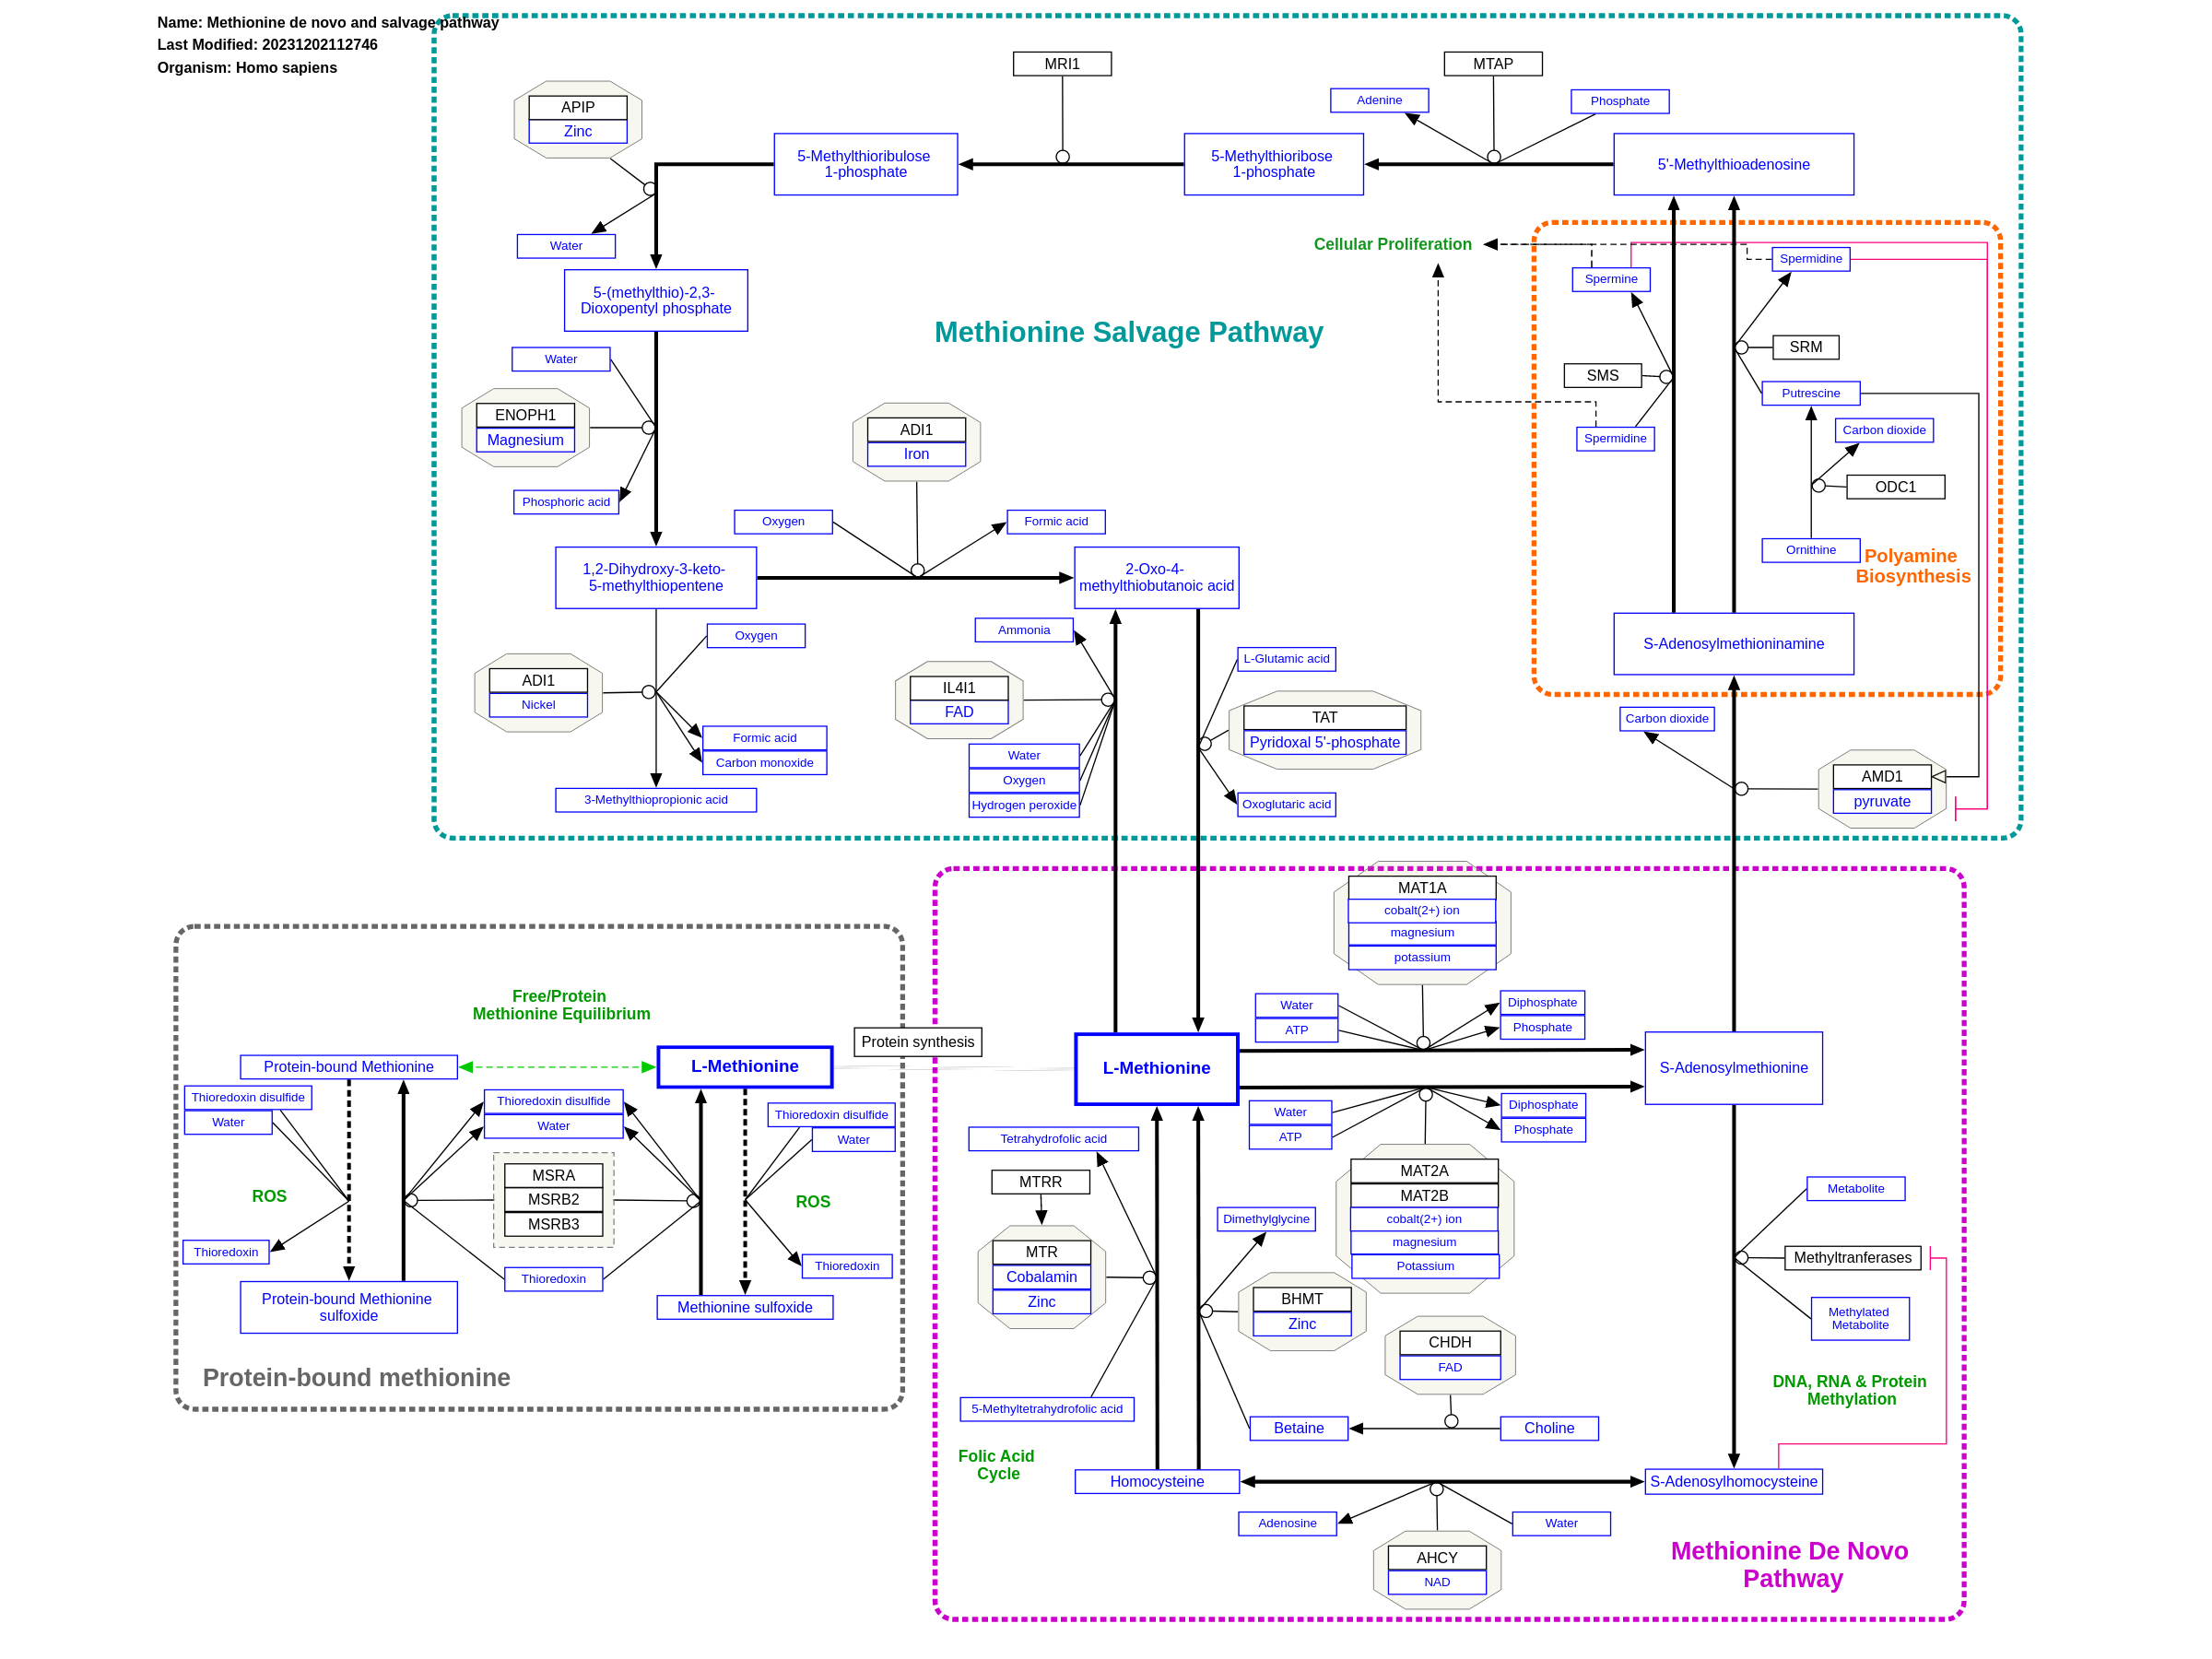 Name: Methionine de novo and salvage pathway
Last Modified: 20231202112746
Organism: Homo sapiens
MRI1
MTAP
APIP
Zinc
Adenine
Phosphate
5-Methylthioribulose
1-phosphate
5-Methylthioribose
1-phosphate
5'-Methylthioadenosine
Water
Cellular Proliferation
Spermidine
Spermine
5-(methylthio)-2,3-
Dioxopentyl phosphate
Methionine Salvage Pathway
SRM
Water
SMS
Putrescine
ENOPH1
Magnesium
ADI1
Iron
Spermidine
Carbon dioxide
ODC1
Phosphoric acid
Oxygen
Formic acid
Ornithine
Polyamine
Biosynthesis
1,2-Dihydroxy-3-keto-
5-methylthiopentene
2-Oxo-4-
methylthiobutanoic acid
Ammonia
Oxygen
S-Adenosylmethioninamine
L-Glutamic acid
ADI1
Nickel
IL4I1
FAD
TAT
Pyridoxal 5'-phosphate
Carbon dioxide
Formic acid
Carbon monoxide
Water
Oxygen
Hydrogen peroxide
AMD1
pyruvate
3-Methylthiopropionic acid
Oxoglutaric acid
MAT1A
cobalt(2+) ion
magnesium
potassium
Free/Protein
Methionine Equilibrium
Water
ATP
Diphosphate
Phosphate
Protein synthesis
Protein-bound Methionine
L-Methionine
L-Methionine
S-Adenosylmethionine
Thioredoxin disulfide
Water
Thioredoxin disulfide
Water
Thioredoxin disulfide
Water
Water
ATP
Diphosphate
Phosphate
Tetrahydrofolic acid
MSRA
MSRB2
MSRB3
ROS
ROS
MTRR
MAT2A
MAT2B
cobalt(2+) ion
magnesium
Potassium
Metabolite
Dimethylglycine
Thioredoxin
Thioredoxin
Thioredoxin
MTR
Cobalamin
Zinc
Methyltranferases
Protein-bound Methionine
sulfoxide
Methionine sulfoxide
BHMT
Zinc
Methylated
Metabolite
CHDH
FAD
Protein-bound methionine
DNA, RNA & Protein
Methylation
5-Methyltetrahydrofolic acid
Betaine
Choline
Folic Acid
Cycle
Homocysteine
S-Adenosylhomocysteine
Adenosine
Water
AHCY
NAD
Methionine De Novo
Pathway